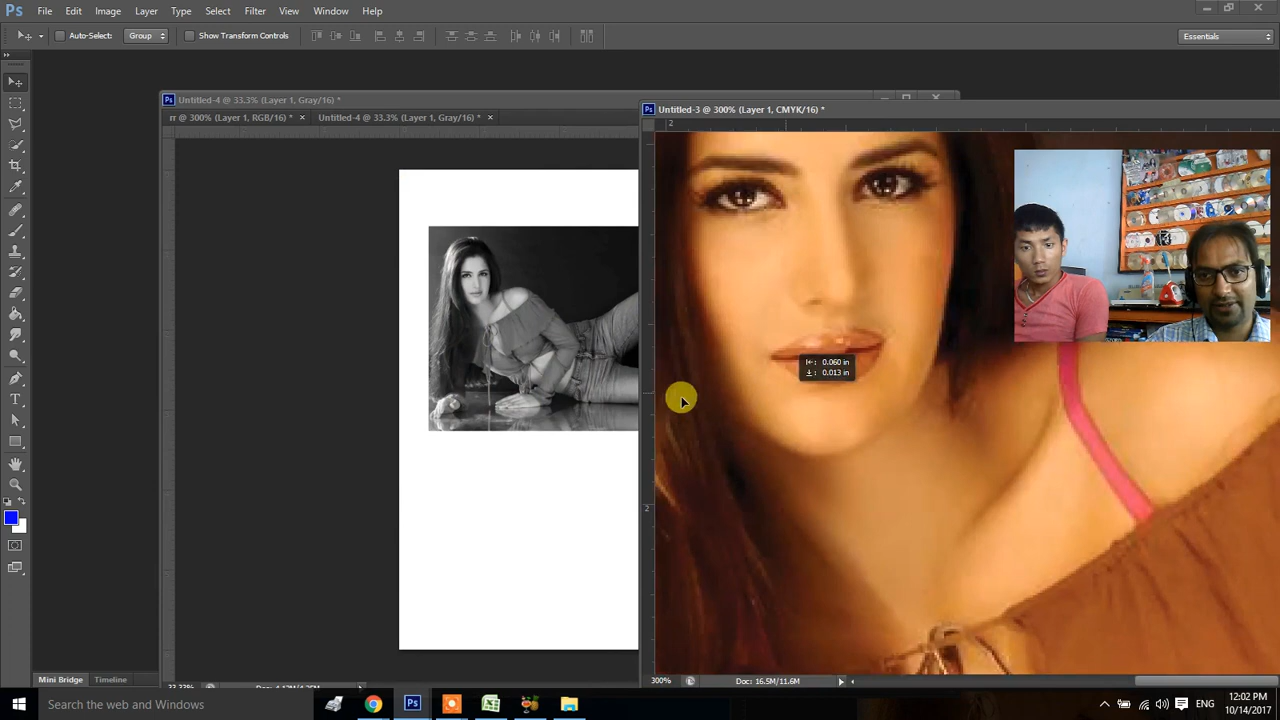 Ps File Edit Image Layer Type Select Filter View Window Help
Auto-Select: Group Show Transform Controls Essentials
Untitled-4 @ 33.3% (Layer 1, Gray/16) *
Untitled-3 @ 300% (Layer 1, CMYK/16) *
rr @ 300% (Layer 1, RGB/16) * × Untitled-4 @ 33.3% (Layer 1, Gray/16) * ×
2
0.060 in
0.013 in
2
Mini Bridge Timeline
300% Doc: 16.5M/11.6M
Search the web and Windows
ENG
12:02 PM
10/14/2017